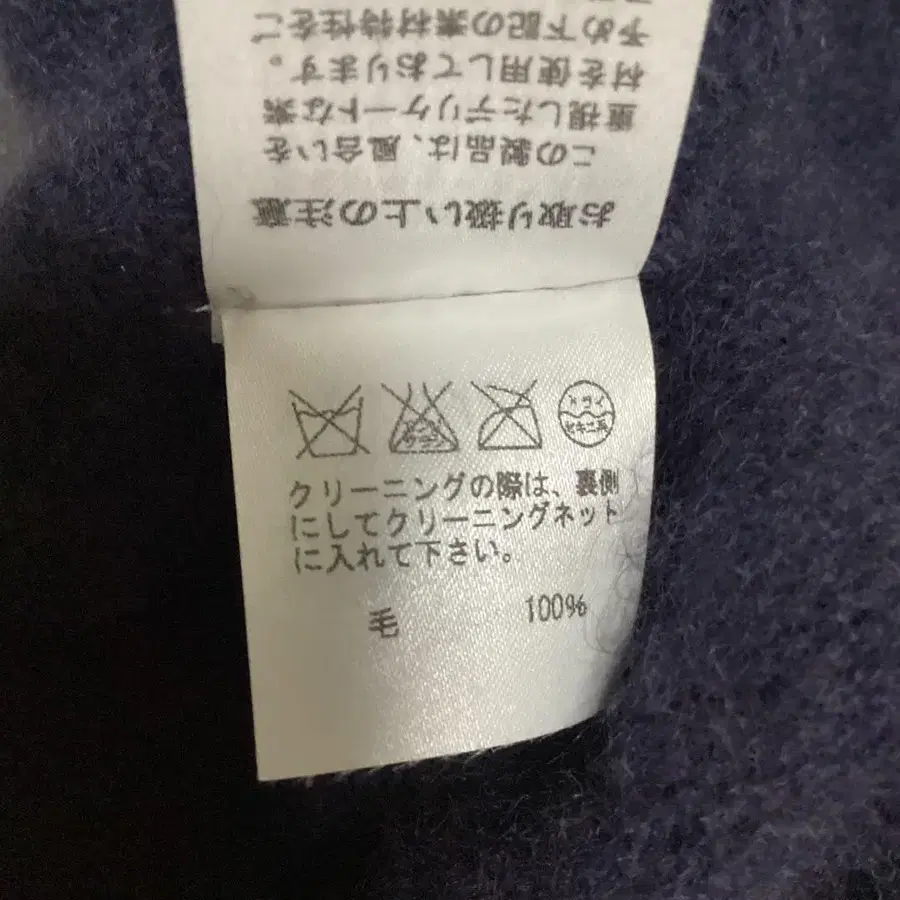 お取り扱い上の注意
この製品は、風合いを
重視したデリケートな素
材を使用しております。
予め下記の素材特性をご
ドライ
セキユ系
クリーニングの際は、裏側
にしてクリーニングネット
に入れて下さい。
毛 100%